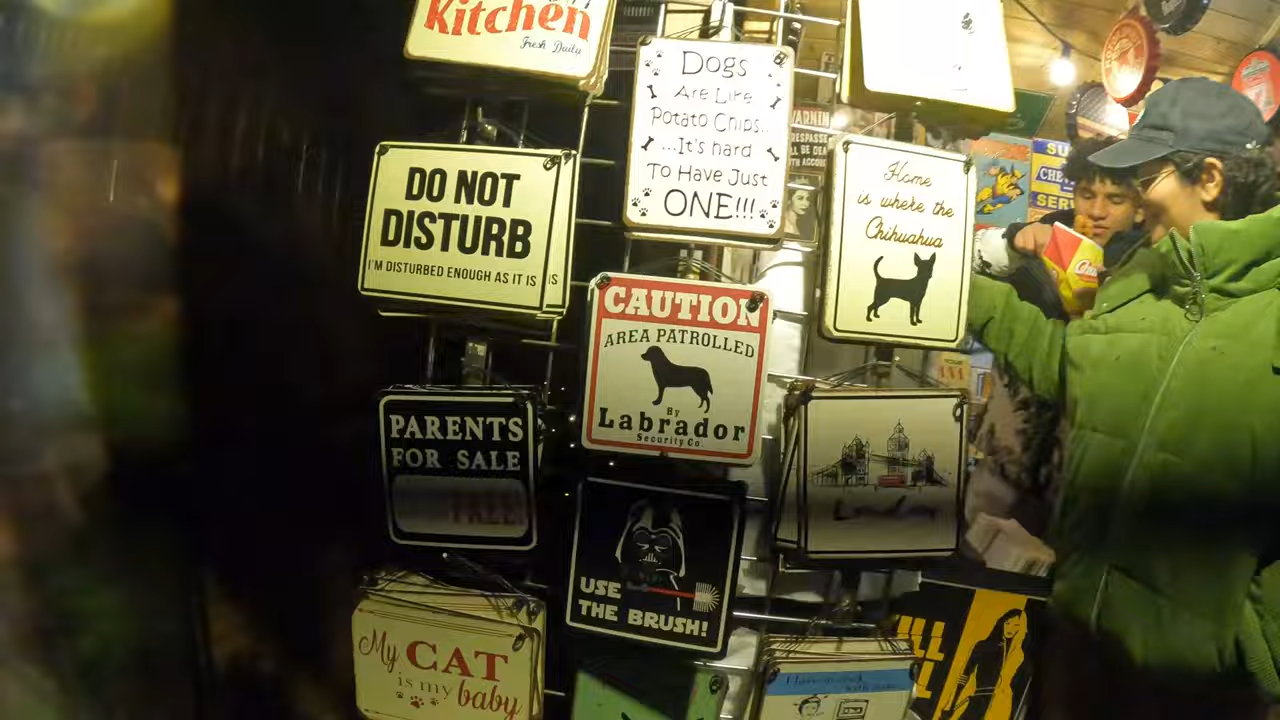 Kitchen
Fresh Daily
Dogs
Are Like
Potato Chips..
...It's hard
To Have Just
ONE!!!
DO NOT
DISTURB
I'M DISTURBED ENOUGH AS IT IS
IS
Home
is where the
Chihuahua
CAUTION
AREA PATROLLED
By
Labrador
Security Co.
PARENTS
FOR SALE
USE
THE BRUSH!
My CAT
is my baby